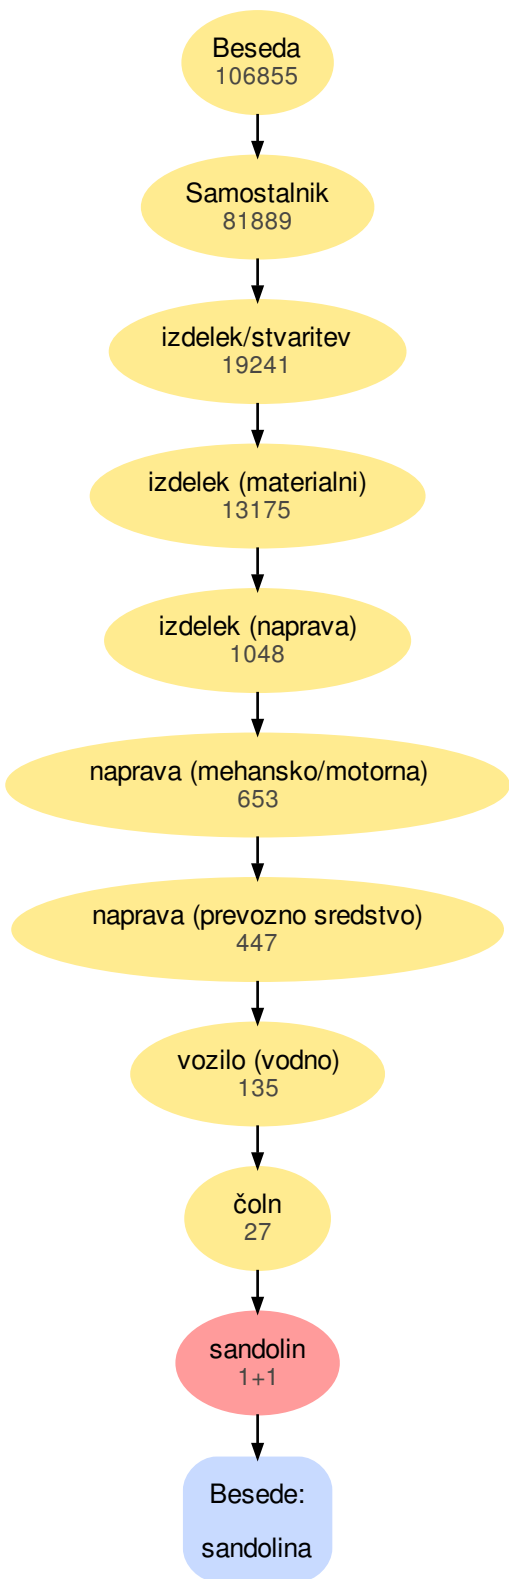 Beseda
106855
Samostalnik
81889
izdelek/stvaritev
19241
izdelek (materialni)
13175
izdelek (naprava)
1048
naprava (mehansko/motorna)
653
naprava (prevozno sredstvo)
447
vozilo (vodno)
135
čoln
27
sandolin
1+1
Besede:
sandolina